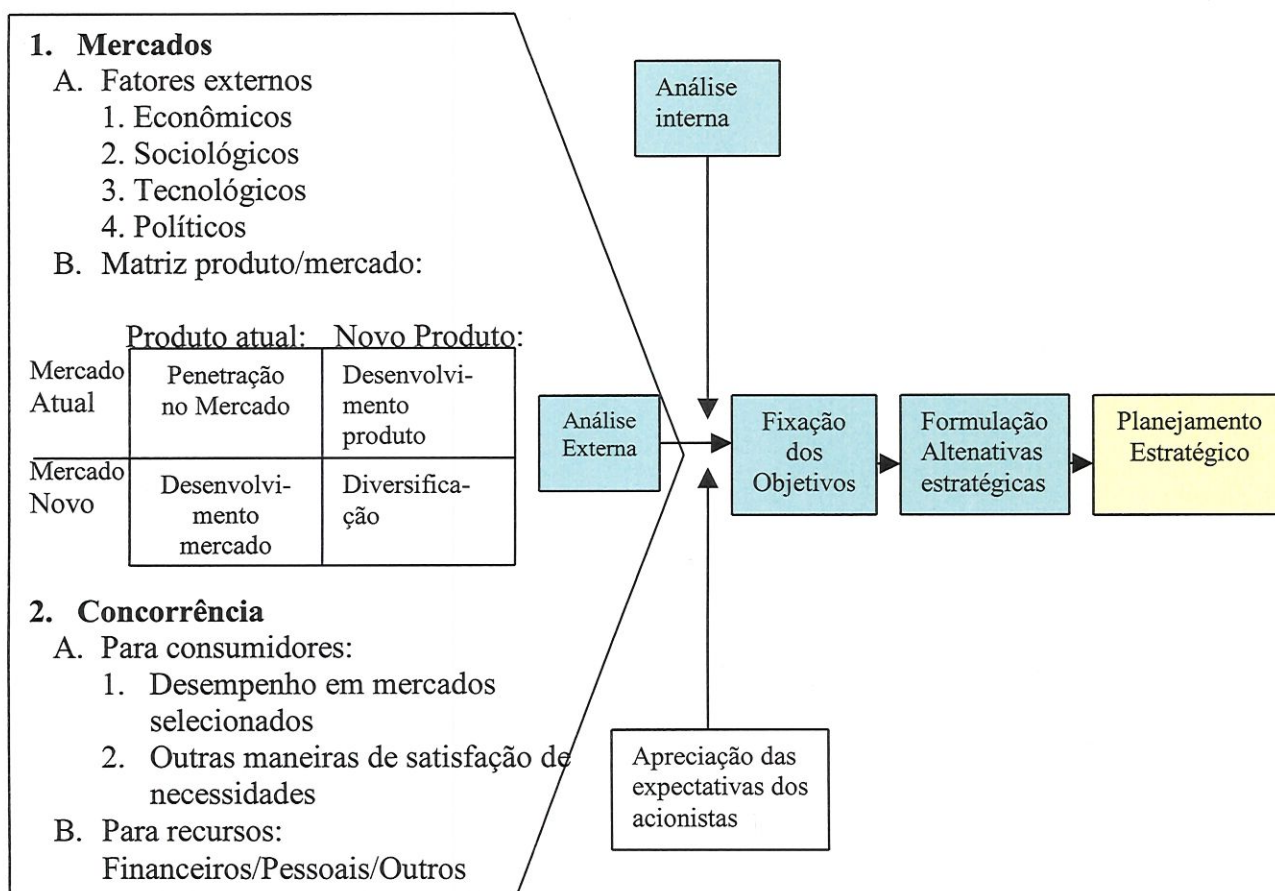 1. Mercados
A. Fatores externos
1. Econômicos
2. Sociológicos
3. Tecnológicos
4. Políticos
B. Matriz produto/mercado:
Produto atual: Novo Produto:
Mercado
Atual
Penetração
no Mercado
Desenvolvi-
mento
produto
Mercado
Novo
Desenvolvi-
mento
mercado
Diversifica-
ção
2. Concorrência
A. Para consumidores:
1. Desempenho em mercados
selecionados
2. Outras maneiras de satisfação de
necessidades
B. Para recursos:
Financeiros/Pessoais/Outros
Análise
interna
Análise
Externa
Fixação
dos
Objetivos
Formulação
Altenativas
estratégicas
Planejamento
Estratégico
Apreciação das
expectativas dos
acionistas